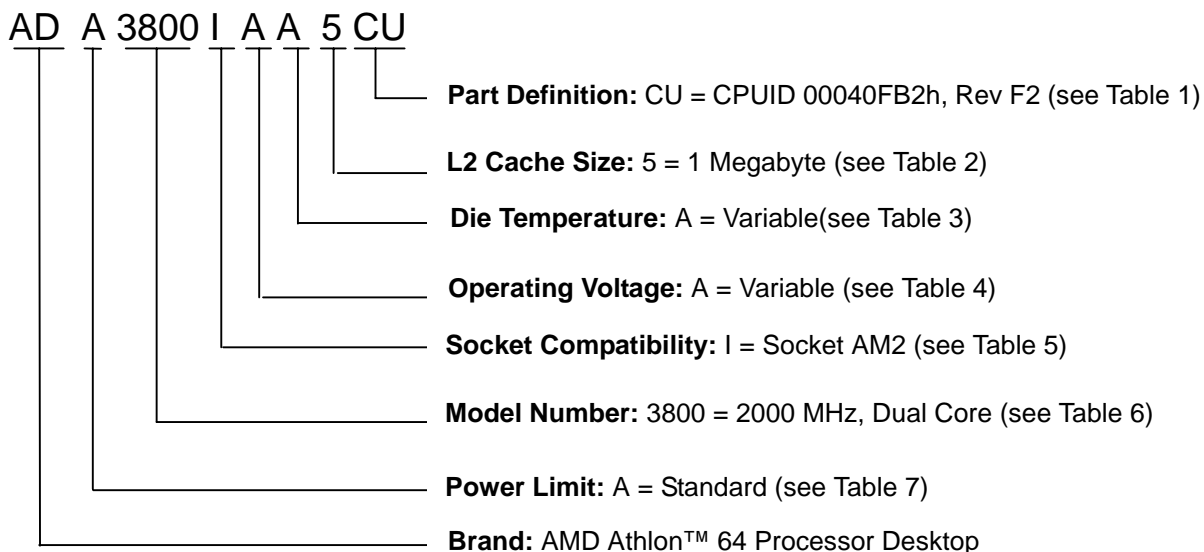 AD A 3800 I A A 5 CU
Part Definition: CU = CPUID 00040FB2h, Rev F2 (see Table 1)
L2 Cache Size: 5 = 1 Megabyte (see Table 2)
Die Temperature: A = Variable(see Table 3)
Operating Voltage: A = Variable (see Table 4)
Socket Compatibility: I = Socket AM2 (see Table 5)
Model Number: 3800 = 2000 MHz, Dual Core (see Table 6)
Power Limit: A = Standard (see Table 7)
Brand: AMD Athlon™ 64 Processor Desktop